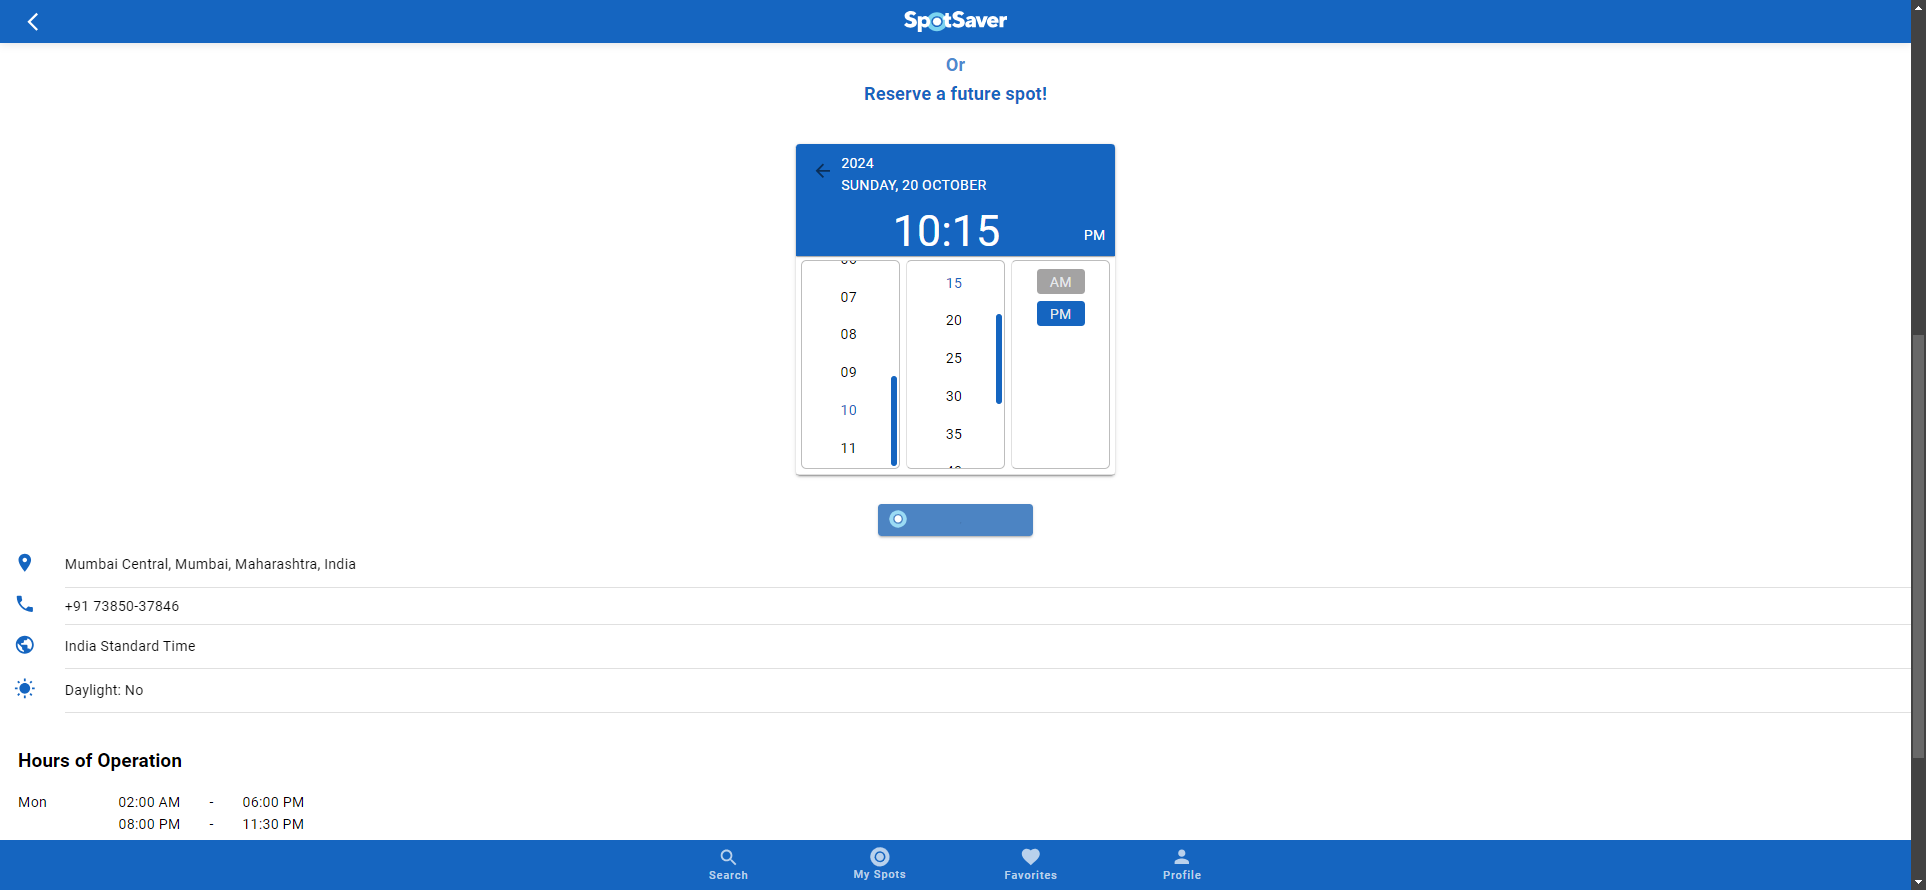 SpotSaver
Or
Reserve a future spot!
2024
SUNDAY, 20 OCTOBER
10:15
PM
07
08
09
10
11
15
20
25
30
35
AM
PM
Mumbai Central, Mumbai, Maharashtra, India
+91 73850-37846
India Standard Time
Daylight: No
Hours of Operation
Mon 02:00 AM - 06:00 PM
08:00 PM - 11:30 PM
Search
My Spots
Favorites
Profile